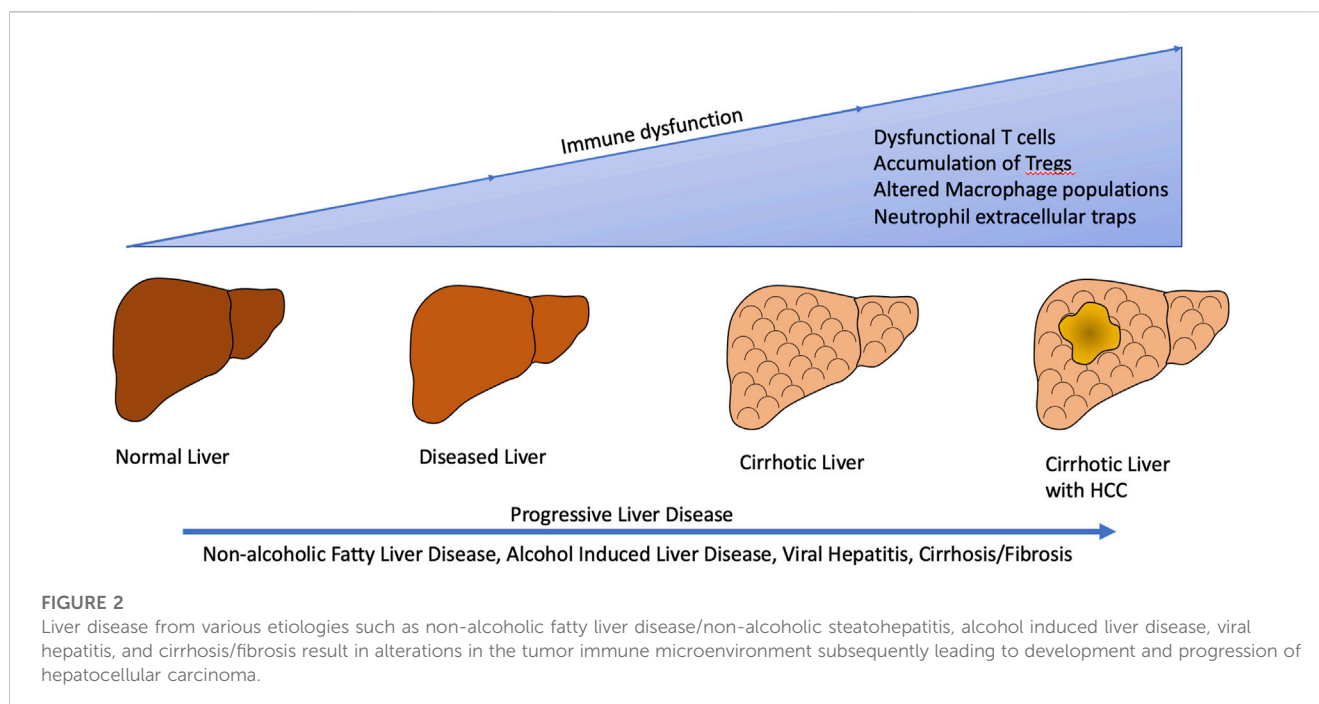 Immune dysfunction
Dysfunctional T cells
Accumulation of Tregs
Altered Macrophage populations
Neutrophil extracellular traps
Normal Liver
Diseased Liver
Cirrhotic Liver
Cirrhotic Liver
with HCC
Progressive Liver Disease
Non-alcoholic Fatty Liver Disease, Alcohol Induced Liver Disease, Viral Hepatitis, Cirrhosis/Fibrosis
FIGURE 2
Liver disease from various etiologies such as non-alcoholic fatty liver disease/non-alcoholic steatohepatitis, alcohol induced liver disease, viral
hepatitis, and cirrhosis/fibrosis result in alterations in the tumor immune microenvironment subsequently leading to development and progression of
hepatocellular carcinoma.